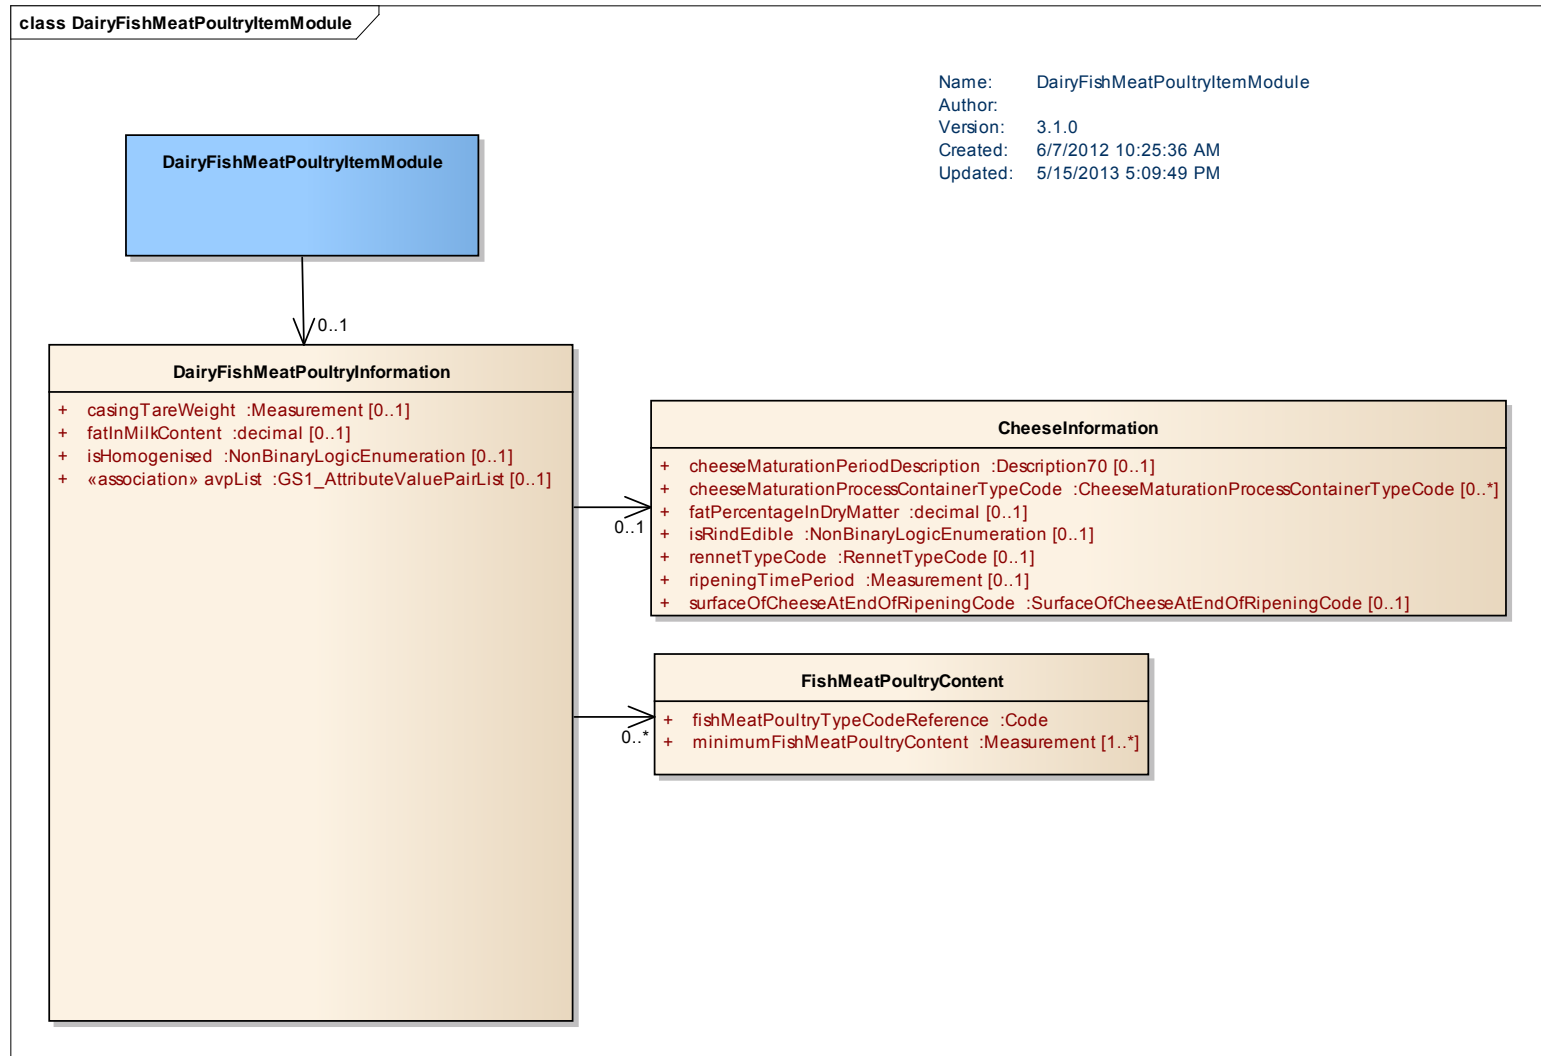 class DairyFishMeatPoultryItemModule
Name: DairyFishMeatPoultryItemModule
Author:
Version: 3.1.0
Created: 6/7/2012 10:25:36 AM
Updated: 5/15/2013 5:09:49 PM
DairyFishMeatPoultryItemModule
0..1
DairyFishMeatPoultryInformation
+ casingTareWeight :Measurement [0..1]
+ fatInMilkContent :decimal [0..1]
+ isHomogenised :NonBinaryLogicEnumeration [0..1]
+ «association» avpList :GS1_AttributeValuePairList [0..1]
0..1
CheeseInformation
+ cheeseMaturationPeriodDescription :Description70 [0..1]
+ cheeseMaturationProcessContainerTypeCode :CheeseMaturationProcessContainerTypeCode [0..*]
+ fatPercentageInDryMatter :decimal [0..1]
+ isRindEdible :NonBinaryLogicEnumeration [0..1]
+ rennetTypeCode :RennetTypeCode [0..1]
+ ripeningTimePeriod :Measurement [0..1]
+ surfaceOfCheeseAtEndOfRipeningCode :SurfaceOfCheeseAtEndOfRipeningCode [0..1]
0..*
FishMeatPoultryContent
+ fishMeatPoultryTypeCodeReference :Code
+ minimumFishMeatPoultryContent :Measurement [1..*]